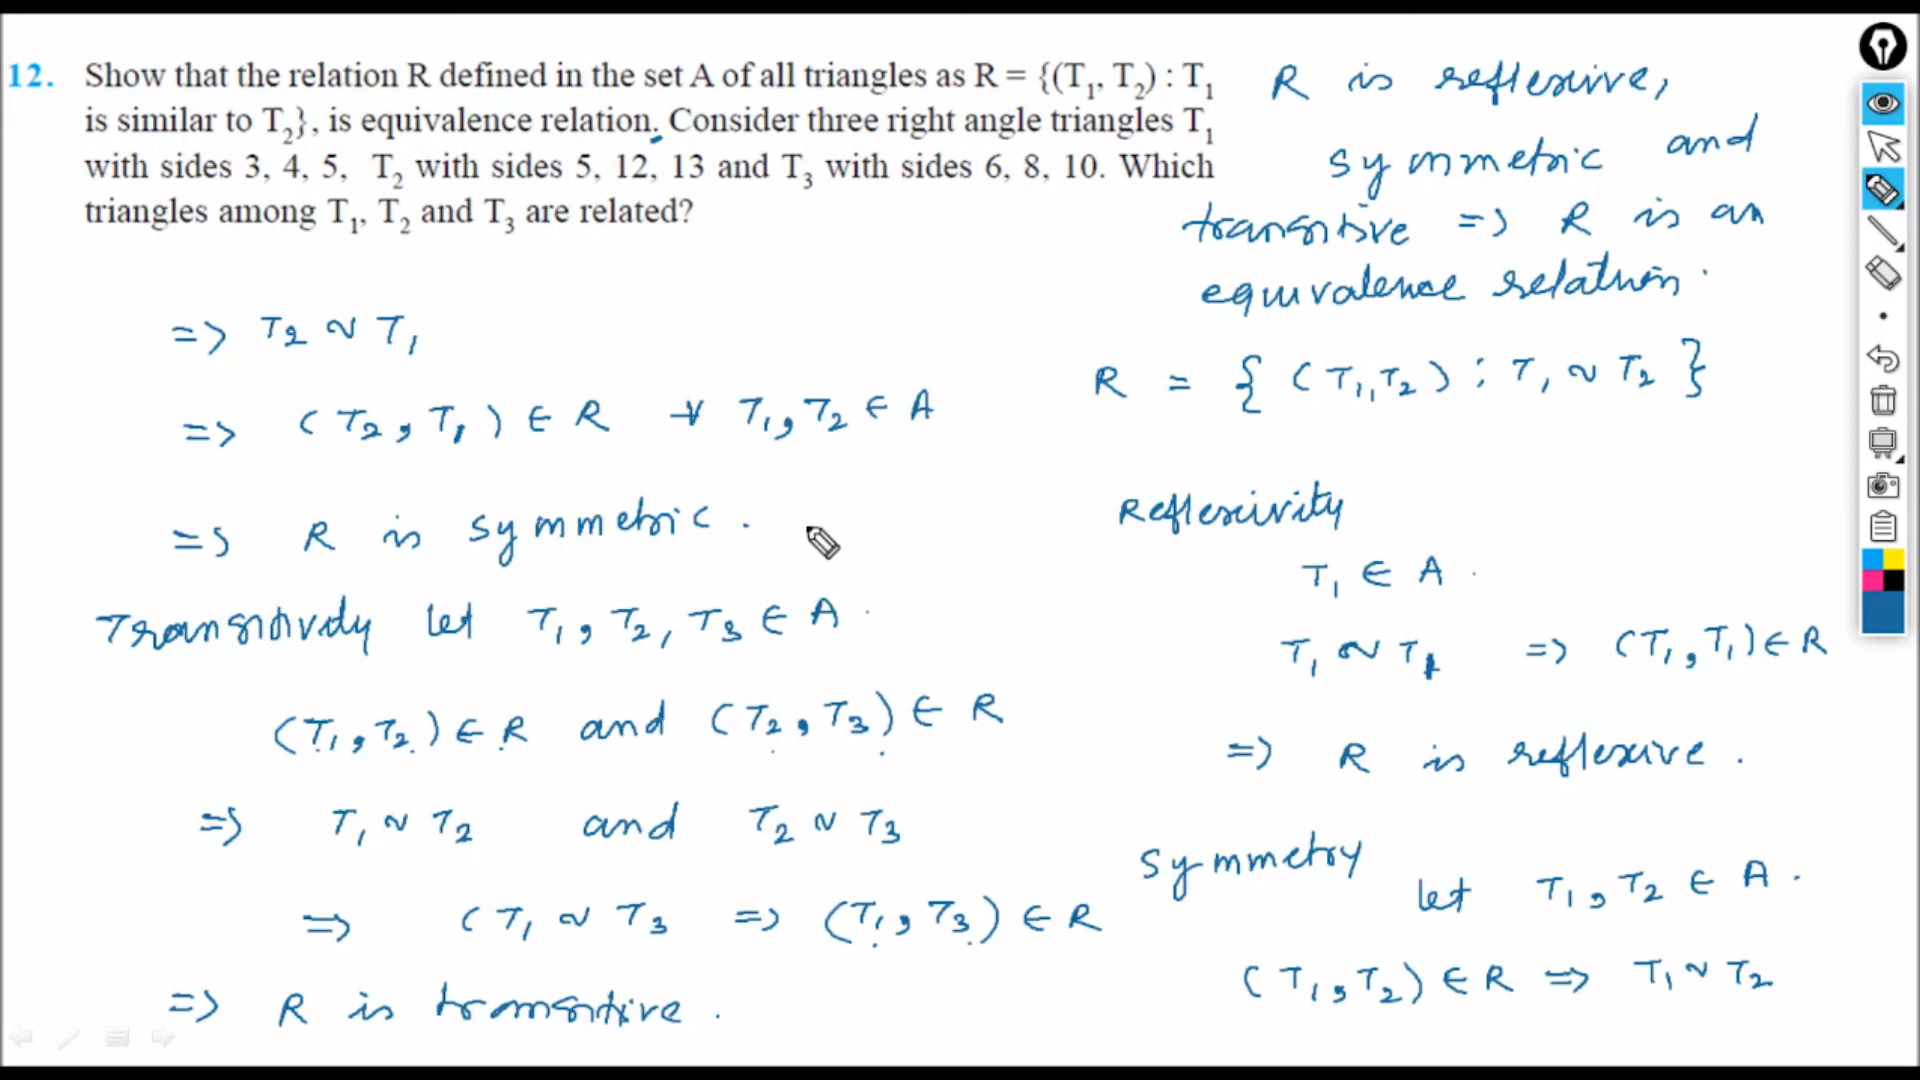 12. Show that the relation R defined in the set A of all triangles as R = {(T₁, T₂) : T₁
is similar to T₂}, is equivalence relation. Consider three right angle triangles T₁
with sides 3, 4, 5, T₂ with sides 5, 12, 13 and T₃ with sides 6, 8, 10. Which
triangles among T₁, T₂ and T₃ are related?
R is reflexive,
symmetric and
transitive => R is an
equivalence relation.
R = { (T₁,T₂) : T₁ ~ T₂ }
Reflexivity
T₁ ∈ A.
T₁ ~ T₁ => (T₁, T₁) ∈ R
=> R is reflexive.
Symmetry
let T₁, T₂ ∈ A.
(T₁, T₂) ∈ R => T₁ ~ T₂
=> T₂ ~ T₁
=> (T₂, T₁) ∈ R ∀ T₁, T₂ ∈ A
=> R is symmetric.
Transitivity let T₁, T₂, T₃ ∈ A.
(T₁, T₂) ∈ R and (T₂, T₃) ∈ R
=> T₁ ~ T₂ and T₂ ~ T₃
=> (T₁ ~ T₃ => (T₁, T₃) ∈ R
=> R is transitive.